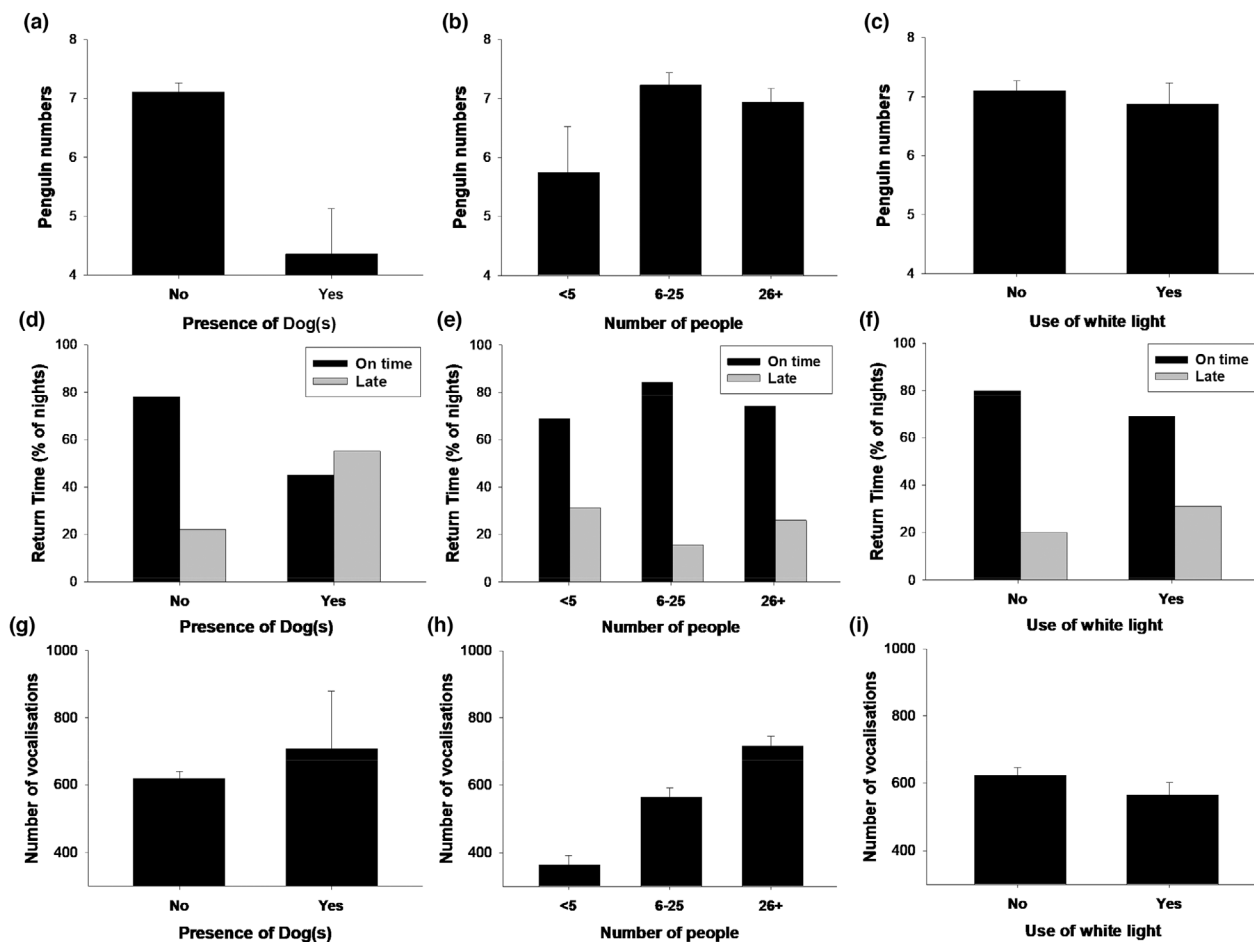 (a)
8
7
6
5
4
Penguin numbers
No Yes
Presence of Dog(s)
(b)
8
7
6
5
4
Penguin numbers
<5 6-25 26+
Number of people
(c)
8
7
6
5
4
Penguin numbers
No Yes
Use of white light
(d)
100
80
60
40
20
0
Return Time (% of nights)
On time
Late
No Yes
Presence of Dog(s)
(e)
100
80
60
40
20
0
Return Time (% of nights)
On time
Late
<5 6-25 26+
Number of people
(f)
100
80
60
40
20
0
Return Time (% of nights)
On time
Late
No Yes
Use of white light
(g)
1000
800
600
400
Number of vocalisations
No Yes
Presence of Dog(s)
(h)
1000
800
600
400
Number of vocalisations
<5 6-25 26+
Number of people
(i)
1000
800
600
400
Number of vocalisations
No Yes
Use of white light